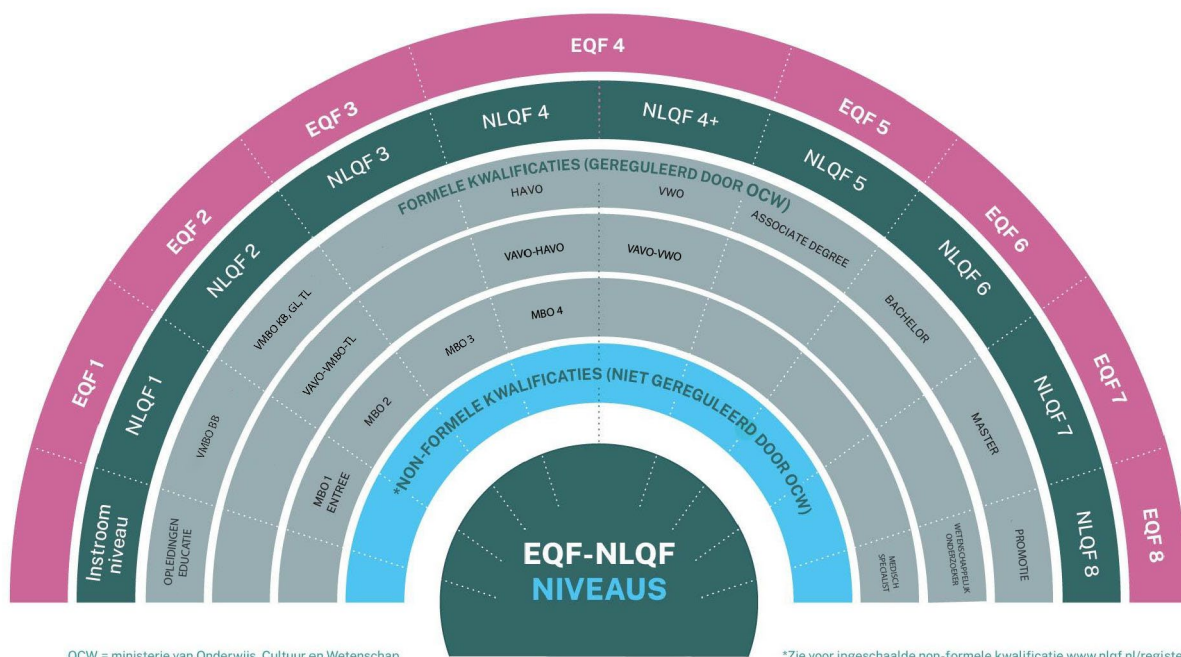 EQF 1
EQF 2
EQF 3
EQF 4
EQF 5
EQF 6
EQF 7
EQF 8
Instroom
niveau
NLQF 1
NLQF 2
NLQF 3
NLQF 4
NLQF 4+
NLQF 5
NLQF 6
NLQF 7
NLQF 8
FORMELE KWALIFICATIES (GEREGULEERD DOOR OCW)
OPLEIDINGEN
EDUCATIE
VMBO BB
VMBO KB, GL, TL
HAVO
VWO
ASSOCIATE DEGREE
BACHELOR
MASTER
PROMOTIE
VAVO-VMBO-TL
VAVO-HAVO
VAVO-VWO
WETENSCHAPPELIJK
ONDERZOEKER
MBO 1
ENTREE
MBO 2
MBO 3
MBO 4
MEDISCH
SPECIALIST
*NON-FORMELE KWALIFICATIES (NIET GEREGULEERD DOOR OCW)
EQF-NLQF
NIVEAUS
OCW = ministerie van Onderwijs, Cultuur en Wetenschap
*Zie voor ingeschaalde non-formele kwalificatie www.nlqf.nl/registe